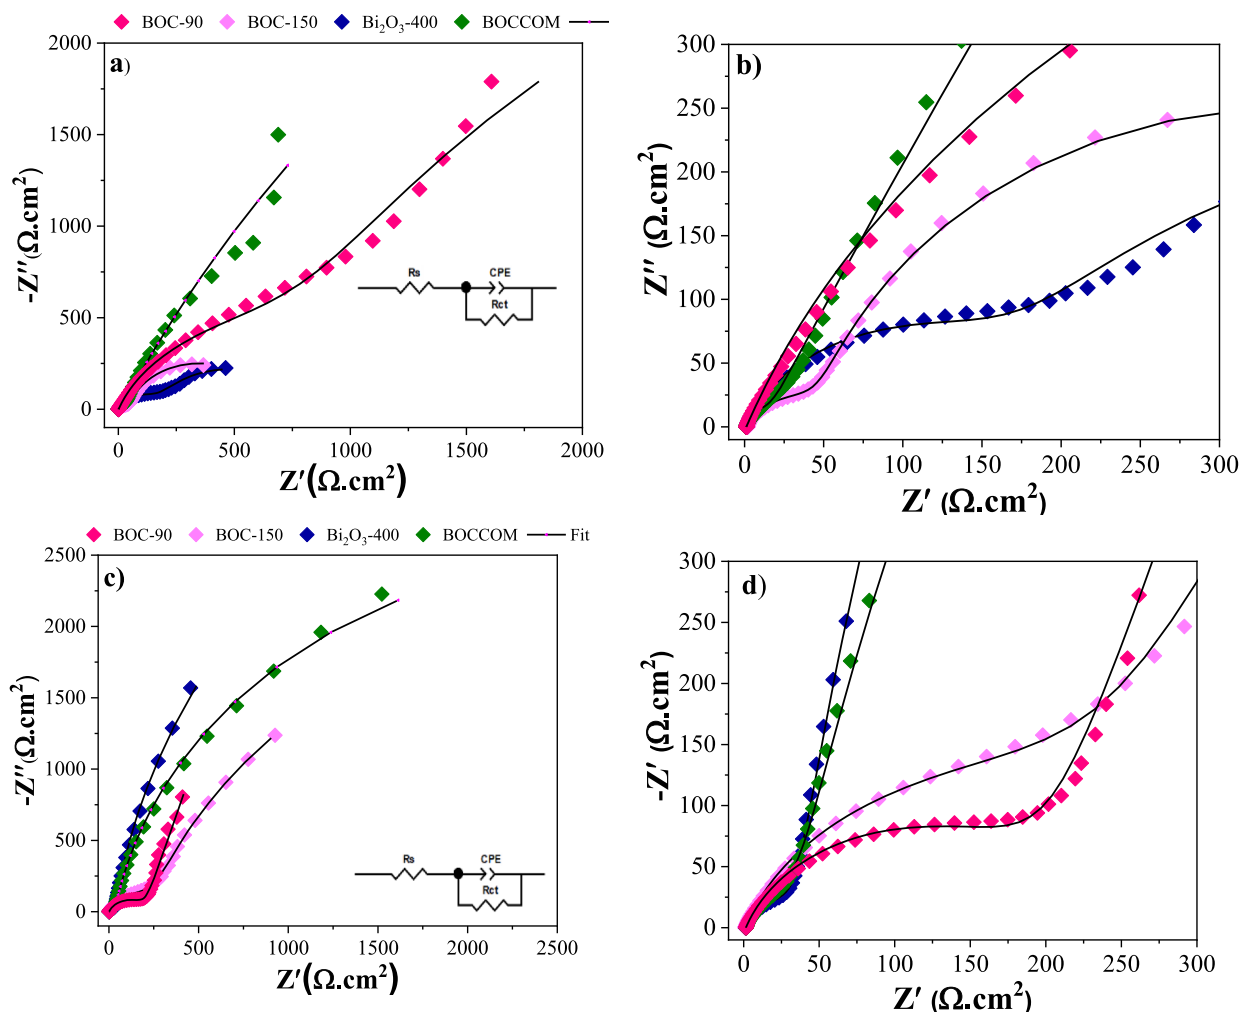 BOC-90 BOC-150 Bi₂O₃-400 BOCCOM
a)
-Z″(Ω.cm²)
2000
1500
1000
500
0
Rs
CPE
Rct
0 500 1000 1500 2000
Z′(Ω.cm²)
b)
Z″ (Ω.cm²)
300
250
200
150
100
50
0
0 50 100 150 200 250 300
Z′ (Ω.cm²)
BOC-90 BOC-150 Bi₂O₃-400 BOCCOM Fit
c)
-Z″(Ω.cm²)
2500
2000
1500
1000
500
0
Rs
CPE
Rct
0 500 1000 1500 2000 2500
Z′(Ω.cm²)
d)
-Z′ (Ω.cm²)
300
250
200
150
100
50
0
0 50 100 150 200 250 300
Z′ (Ω.cm²)